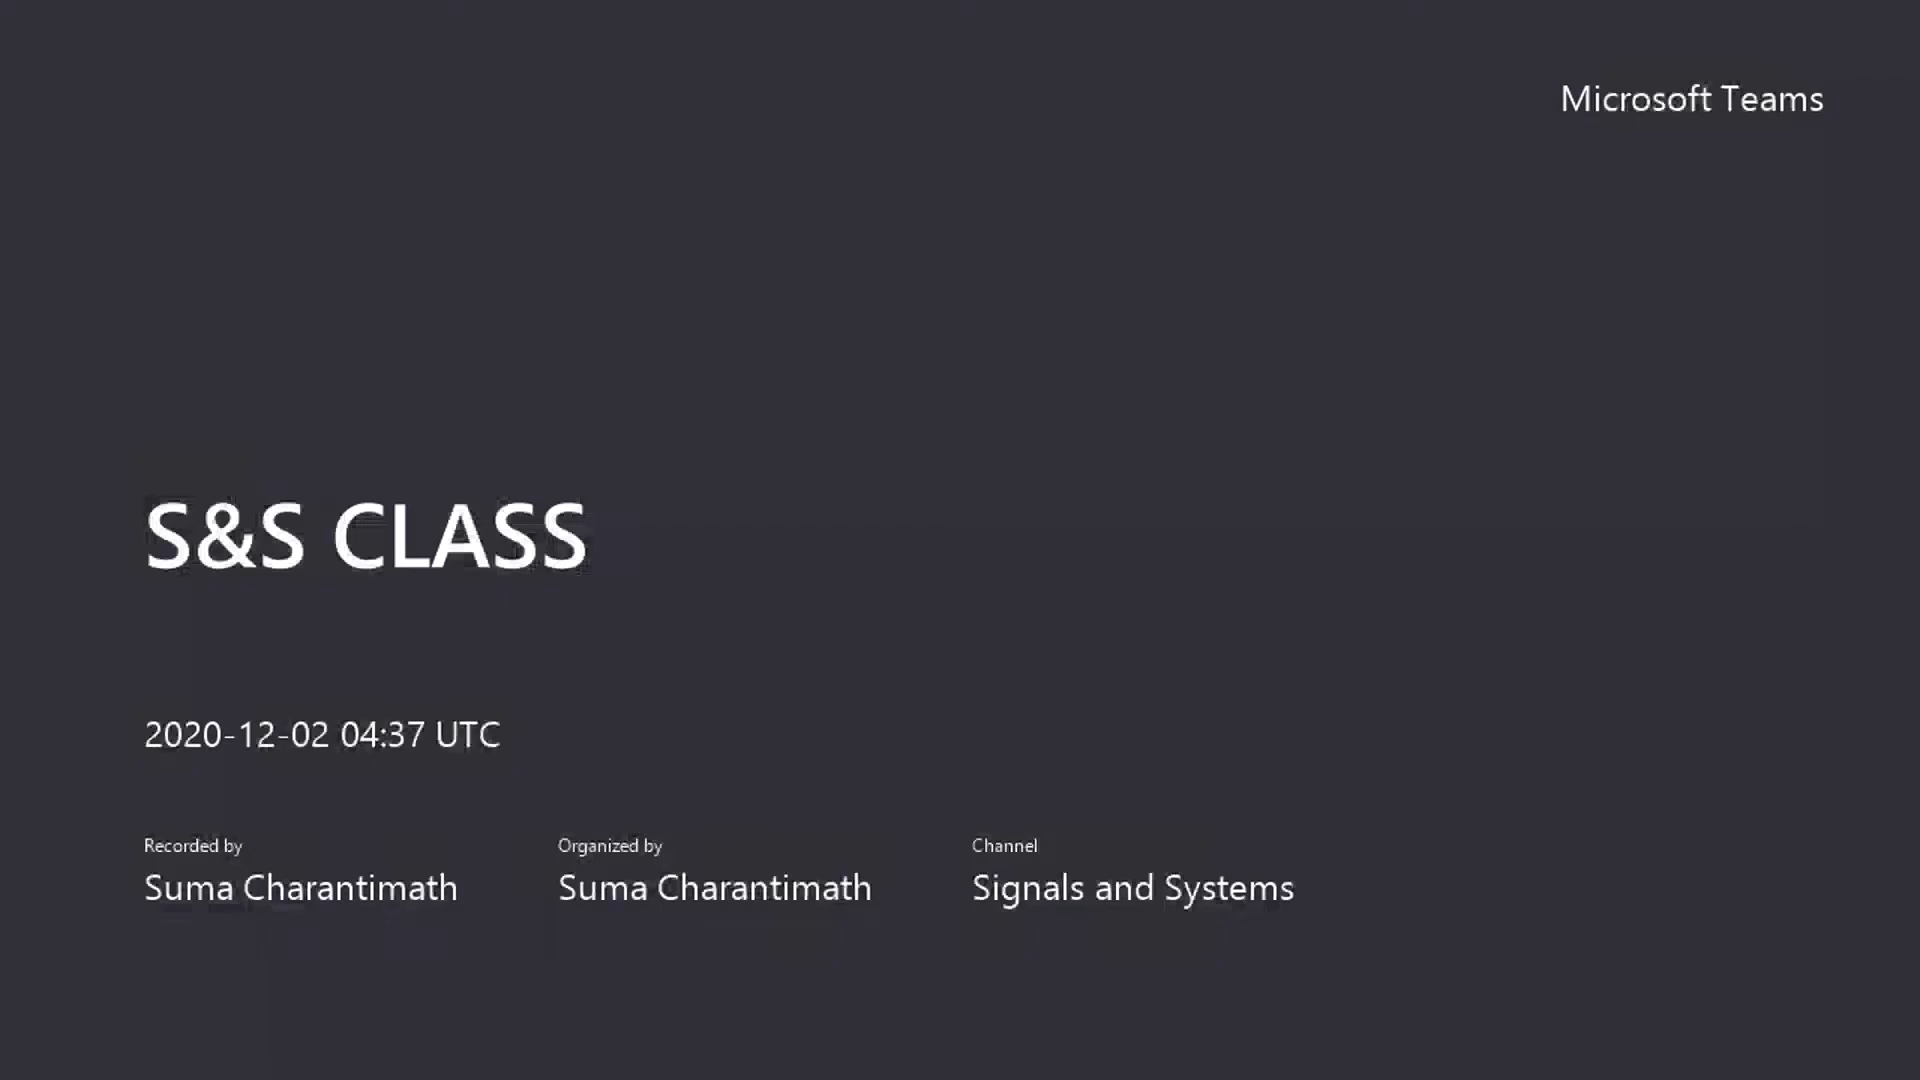 Microsoft Teams
S&S CLASS
2020-12-02 04:37 UTC
Recorded by
Suma Charantimath
Organized by
Suma Charantimath
Channel
Signals and Systems